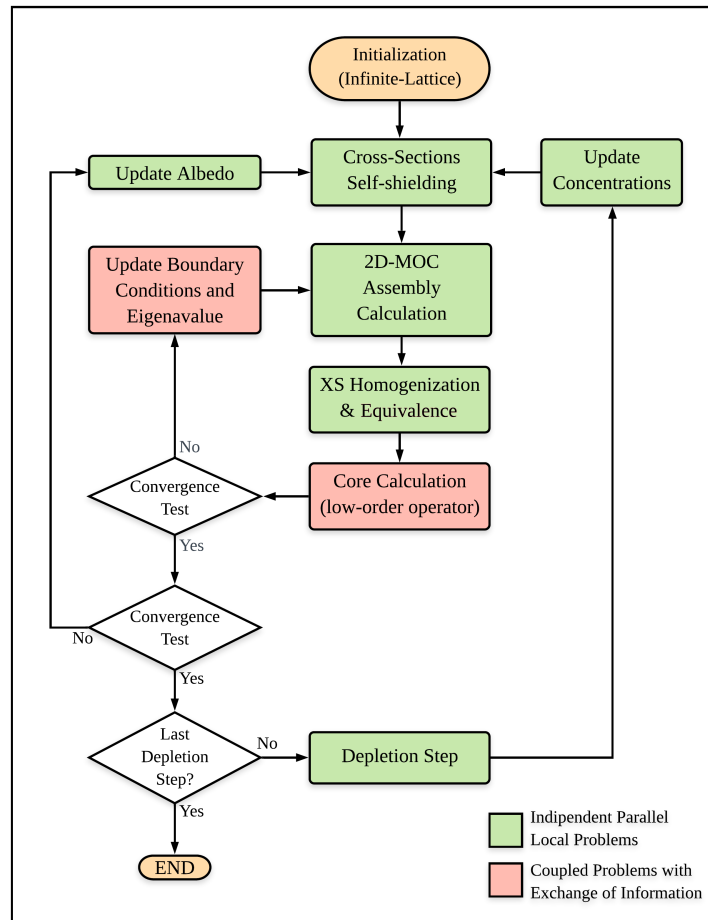 Initialization
(Infinite-Lattice)
Update Albedo
Cross-Sections
Self-shielding
Update
Concentrations
Update Boundary
Conditions and
Eigenavalue
2D-MOC
Assembly
Calculation
XS Homogenization
& Equivalence
No
Convergence
Test
Core Calculation
(low-order operator)
Yes
Convergence
Test
No
Yes
Last
Depletion
Step?
No
Depletion Step
Yes
END
Indipendent Parallel
Local Problems
Coupled Problems with
Exchange of Information